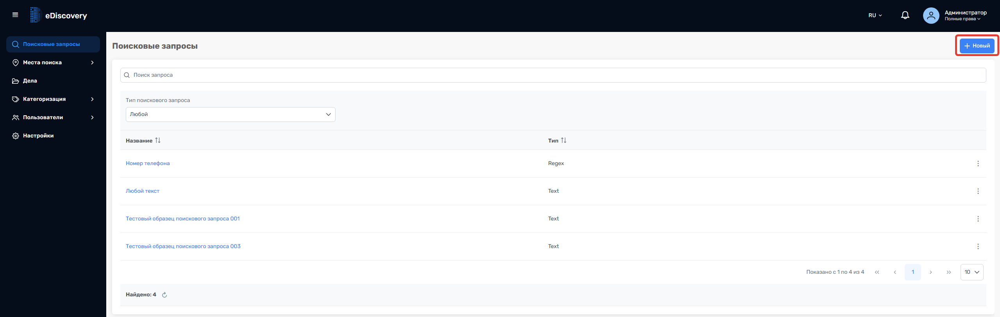 eDiscovery
RU
Администратор
Полные права
Поисковые запросы
Места поиска
Дела
Категоризация
Пользователи
Настройки
Поисковые запросы
Новый
Поиск запроса
Тип поискового запроса
Любой
Название Тип
Номер телефона Regex
Любой текст Text
Тестовый образец поискового запроса 001 Text
Тестовый образец поискового запроса 003 Text
Показано с 1 по 4 из 4 1 10
Найдено: 4